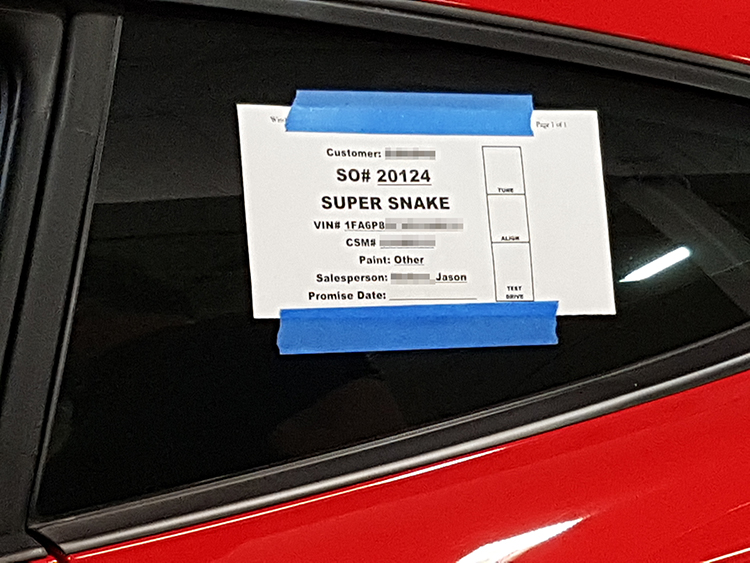 Page 1 of 1
Customer:
SO# 20124
SUPER SNAKE
VIN# 1FA6P8
CSM#
Paint: Other
Salesperson: Jason
Promise Date:
TUNE
ALIGN
TEST
DRIVE